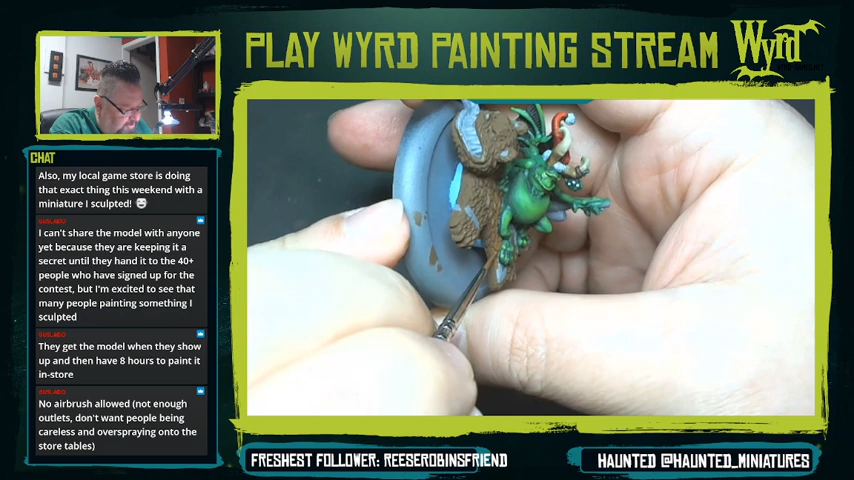 PLAY WYRD PAINTING STREAM
Wyrd
CHAT
Also, my local game store is doing
that exact thing this weekend with a
miniature I sculpted!
I can't share the model with anyone
yet because they are keeping it a
secret until they hand it to the 40+
people who have signed up for the
contest, but I'm excited to see that
many people painting something I
sculpted
They get the model when they show
up and then have 8 hours to paint it
in-store
No airbrush allowed (not enough
outlets, don't want people being
careless and overspraying onto the
store tables)
FRESHEST FOLLOWER: REESEROBINSFRIEND
HAUNTED @HAUNTED_MINIATURES